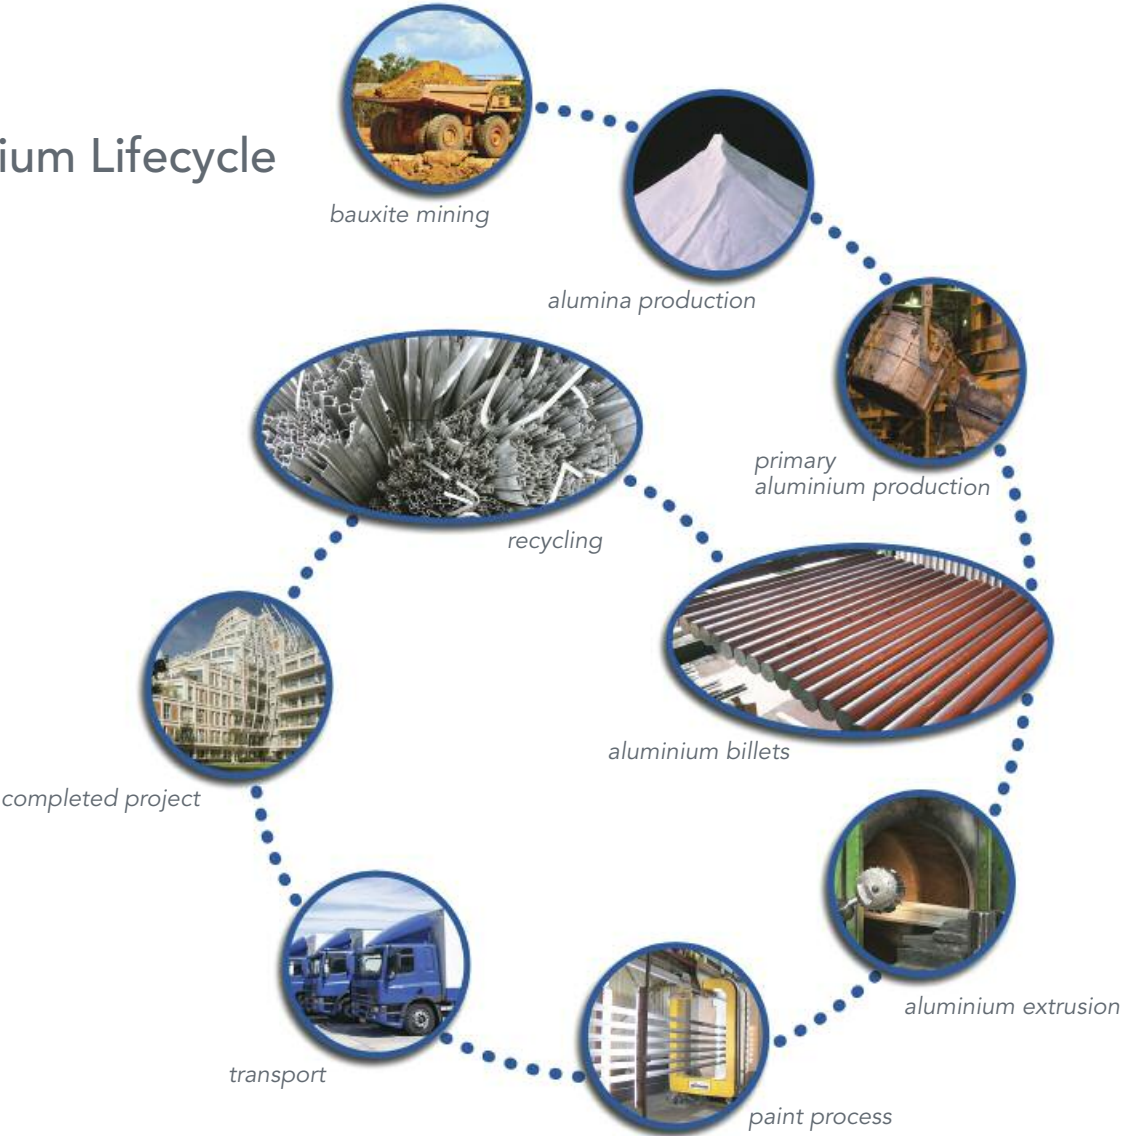 ium Lifecycle
bauxite mining
alumina production
primary
aluminium production
recycling
aluminium billets
completed project
aluminium extrusion
transport
paint process